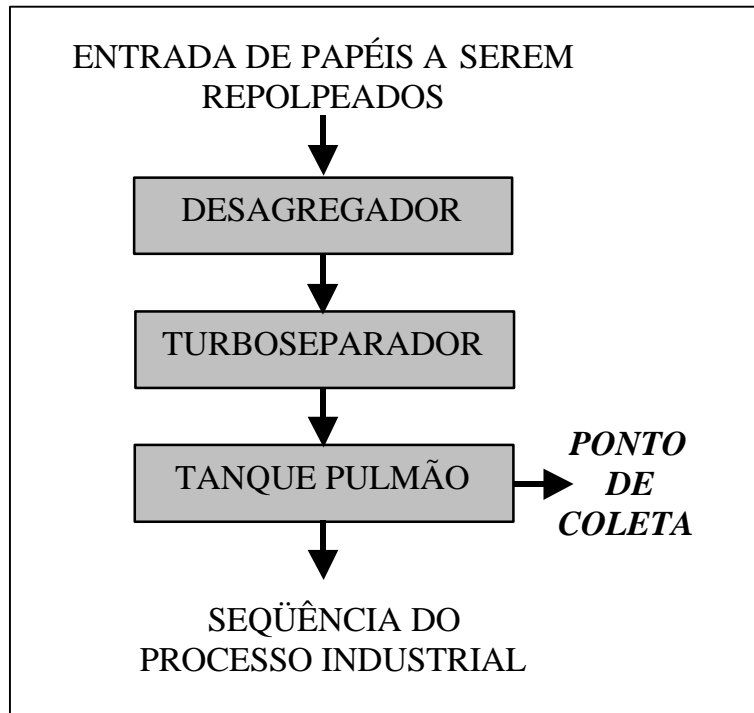 ENTRADA DE PAPÉIS A SEREM
REPOLPEADOS
DESAGREGADOR
TURBOSEPARADOR
TANQUE PULMÃO
PONTO
DE
COLETA
SEQÜÊNCIA DO
PROCESSO INDUSTRIAL